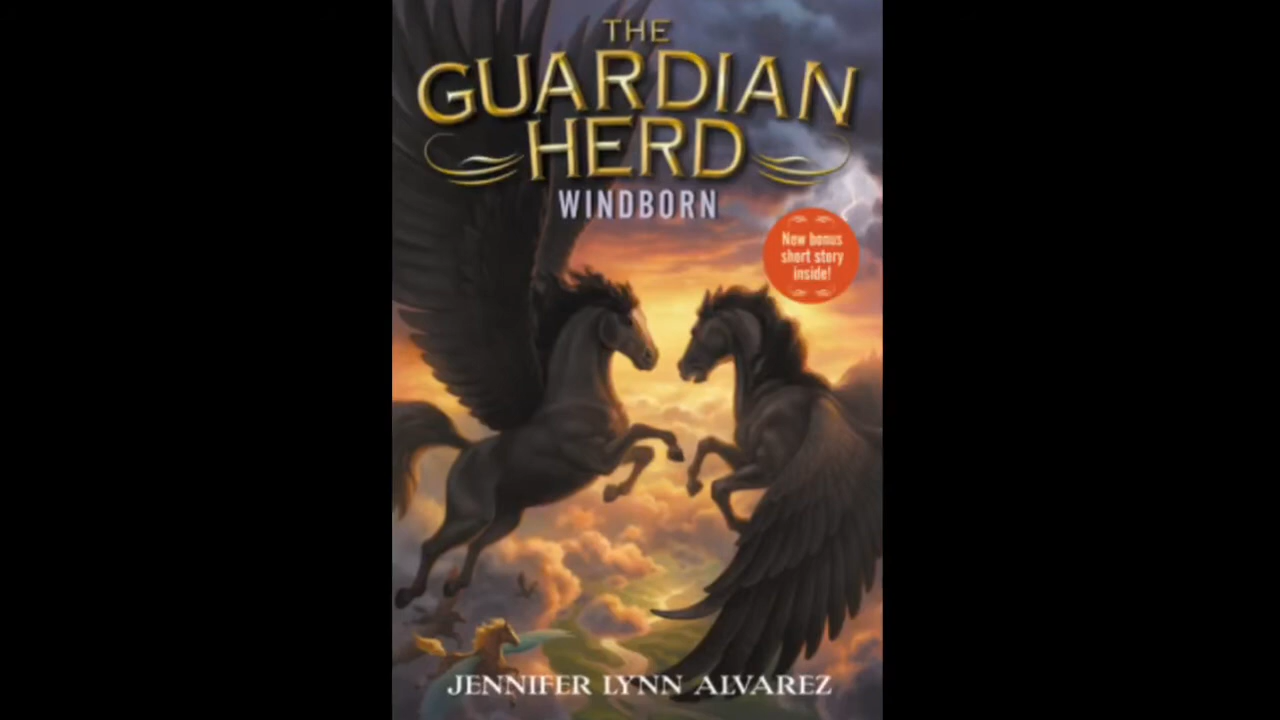 THE
GUARDIAN
HERD
WINDBORN
New bonus
short story
inside!
JENNIFER LYNN ALVAREZ